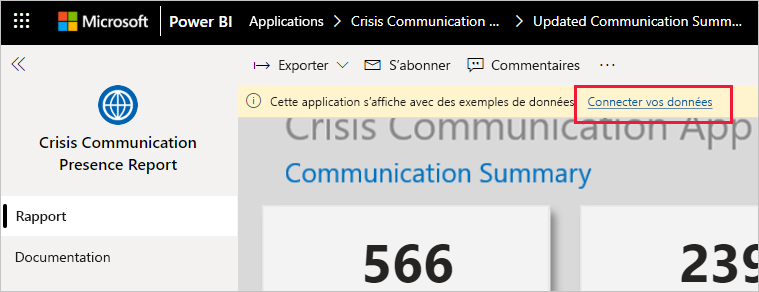 Microsoft Power BI Applications > Crisis Communication ... > Updated Communication Summ...
Exporter S'abonner Commentaires ...
Cette application s'affiche avec des exemples de données Connecter vos données
Crisis Communication
Presence Report
Rapport
Documentation
Crisis Communication App
Communication Summary
566 239